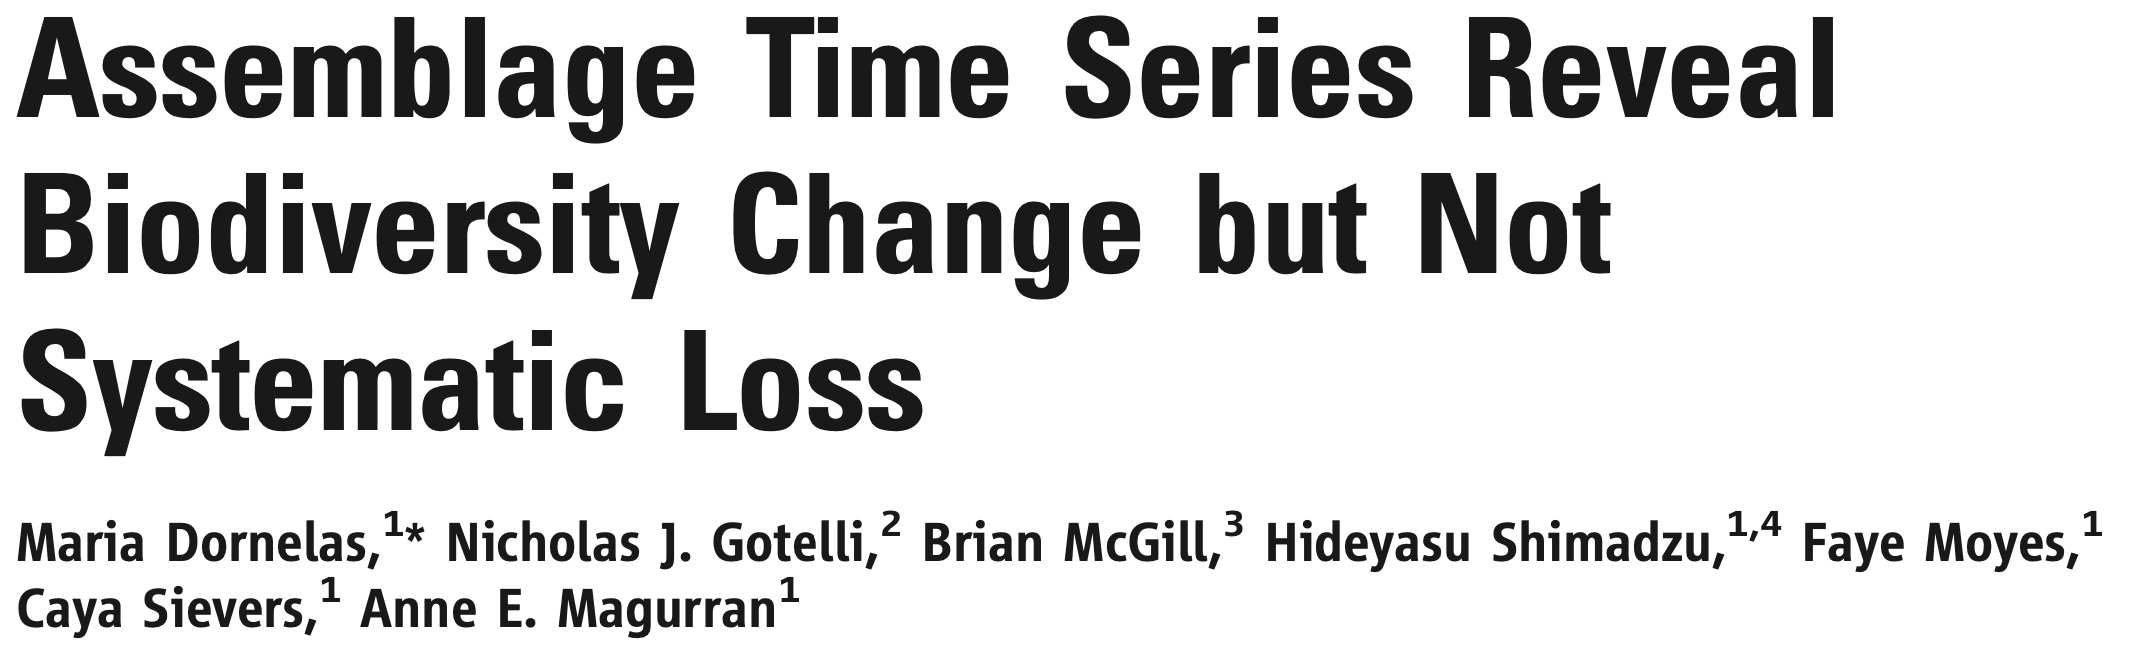 Assemblage Time Series Reveal
Biodiversity Change but Not
Systematic Loss
Maria Dornelas,1* Nicholas J. Gotelli,2 Brian McGill,3 Hideyasu Shimadzu,1,4 Faye Moyes,1
Caya Sievers,1 Anne E. Magurran1